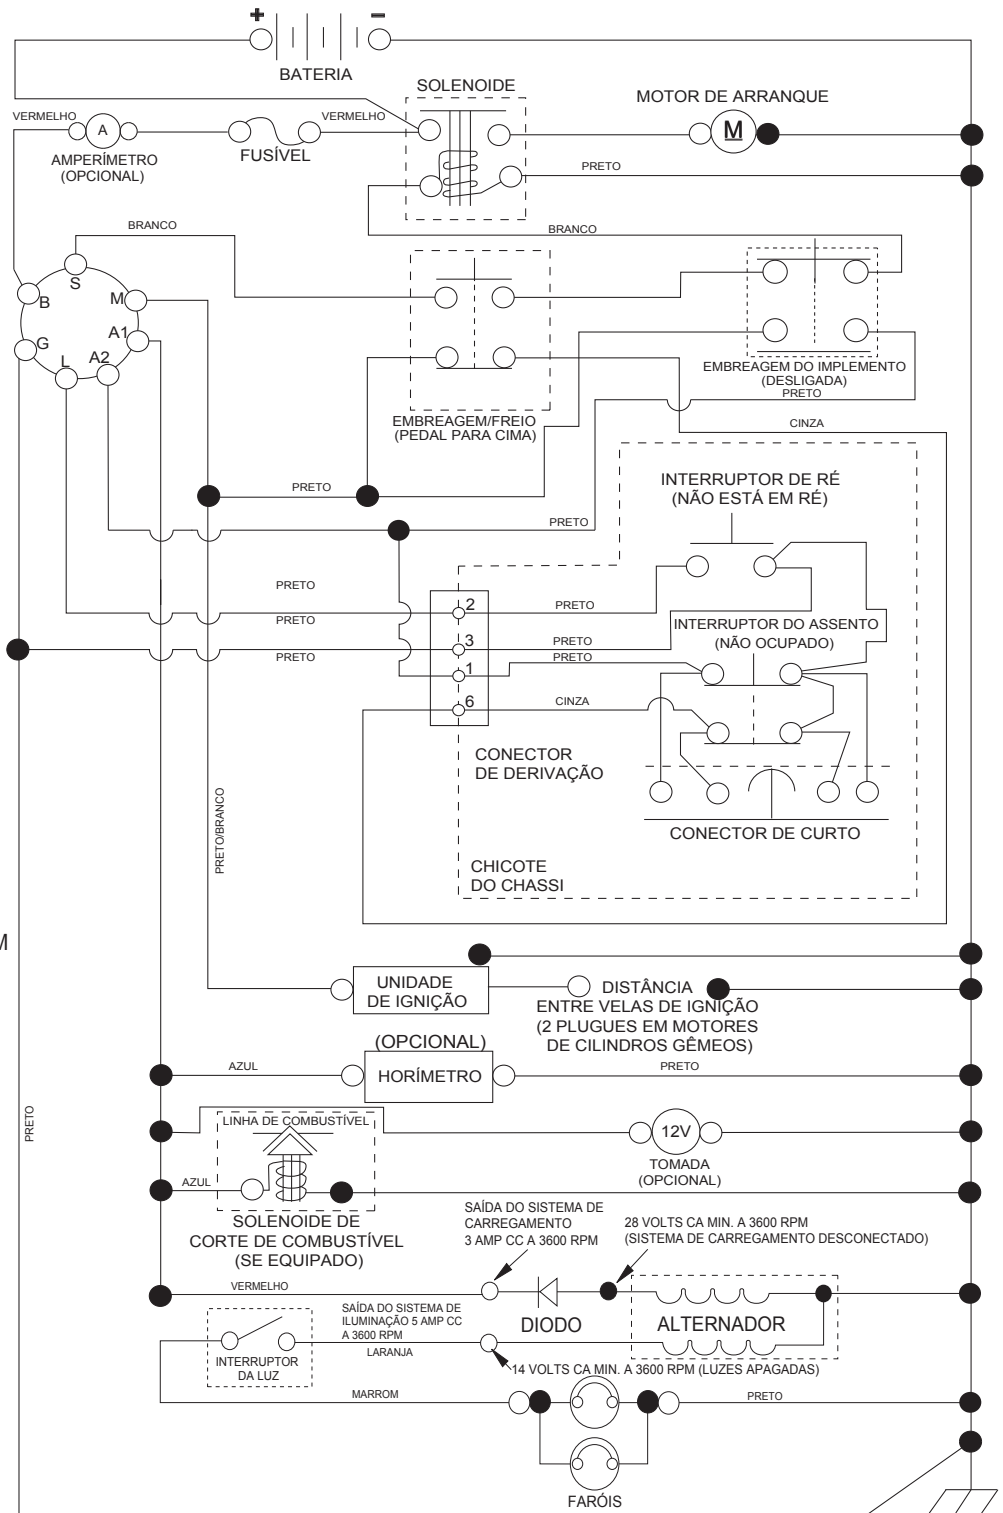 + −
BATERIA
SOLENOIDE
MOTOR DE ARRANQUE
VERMELHO
A
VERMELHO
M
AMPERÍMETRO
(OPCIONAL)
FUSÍVEL
PRETO
BRANCO
BRANCO
S
B
M
A1
G
L
A2
EMBREAGEM DO IMPLEMENTO
(DESLIGADA)
PRETO
EMBREAGEM/FREIO
(PEDAL PARA CIMA)
CINZA
INTERRUPTOR DE RÉ
(NÃO ESTÁ EM RÉ)
PRETO
PRETO
PRETO
2
PRETO
PRETO
INTERRUPTOR DO ASSENTO
(NÃO OCUPADO)
3
PRETO
PRETO
PRETO
1
6
CINZA
CONECTOR
DE DERIVAÇÃO
PRETO/BRANCO
CONECTOR DE CURTO
CHICOTE
DO CHASSI
M
UNIDADE
DE IGNIÇÃO
DISTÂNCIA
ENTRE VELAS DE IGNIÇÃO
(2 PLUGUES EM MOTORES
DE CILINDROS GÊMEOS)
(OPCIONAL)
AZUL
HORÍMETRO
PRETO
PRETO
LINHA DE COMBUSTÍVEL
12V
TOMADA
(OPCIONAL)
AZUL
SOLENOIDE DE
CORTE DE COMBUSTÍVEL
(SE EQUIPADO)
SAÍDA DO SISTEMA DE
CARREGAMENTO
3 AMP CC A 3600 RPM
28 VOLTS CA MIN. A 3600 RPM
(SISTEMA DE CARREGAMENTO DESCONECTADO)
VERMELHO
SAÍDA DO SISTEMA DE
ILUMINAÇÃO 5 AMP CC
A 3600 RPM
DIODO
ALTERNADOR
LARANJA
INTERRUPTOR
DA LUZ
14 VOLTS CA MIN. A 3600 RPM (LUZES APAGADAS)
MARROM
PRETO
FARÓIS